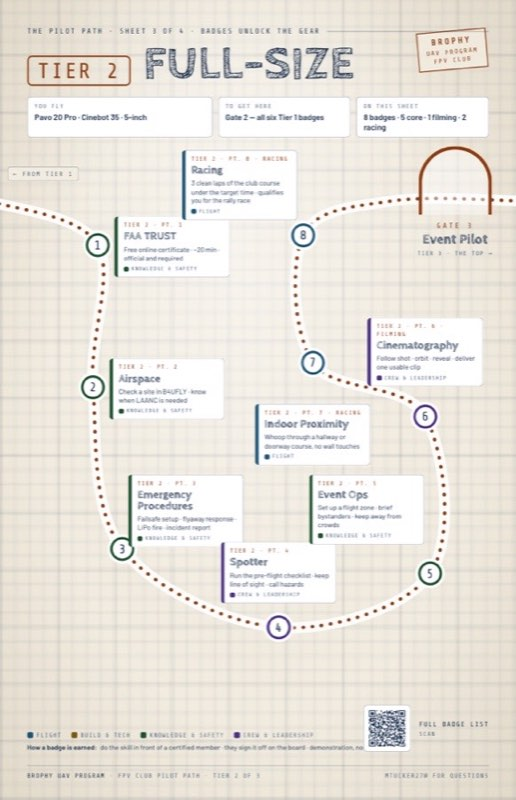 THE PILOT PATH · SHEET 3 OF 4 · BADGES UNLOCK THE GEAR
TIER 2
FULL-SIZE
BROPHY
UAV PROGRAM
FPV CLUB
YOU FLY
Pavo 20 Pro · Cinebot 35 · 5-inch
TO GET HERE
Gate 2 — all six Tier 1 badges
ON THIS SHEET
8 badges · 5 core · 1 filming · 2
racing
← FROM TIER 1
TIER 2 · PT. 8 · RACING
Racing
3 clean laps of the club course
under the target time · qualifies
you for the rally race
FLIGHT
GATE 3
Event Pilot
TIER 3 · THE TOP →
1
TIER 2 · PT. 1
FAA TRUST
Free online certificate · ~20 min ·
official and required
KNOWLEDGE & SAFETY
8
TIER 2 · PT. 6 ·
FILMING
Cinematography
Follow shot · orbit · reveal · deliver
one usable clip
CREW & LEADERSHIP
7
2
TIER 2 · PT. 2
Airspace
Check a site in B4UFLY · know
when LAANC is needed
KNOWLEDGE & SAFETY
6
TIER 2 · PT. 7 · RACING
Indoor Proximity
Whoop through a hallway or
doorway course, no wall touches
FLIGHT
TIER 2 · PT. 3
Emergency
Procedures
Failsafe setup · flyaway response ·
LiPo fire · incident report
KNOWLEDGE & SAFETY
3
TIER 2 · PT. 5
Event Ops
Set up a flight zone · brief
bystanders · keep away from
crowds
KNOWLEDGE & SAFETY
TIER 2 · PT. 4
Spotter
Run the pre-flight checklist · keep
line of sight · call hazards
CREW & LEADERSHIP
5
4
FLIGHT
BUILD & TECH
KNOWLEDGE & SAFETY
CREW & LEADERSHIP
How a badge is earned: do the skill in front of a certified member · they sign it off on the board · demonstration, no
FULL BADGE LIST
SCAN
BROPHY UAV PROGRAM · FPV CLUB PILOT PATH · TIER 2 OF 3
MTUCKER23@ FOR QUESTIONS